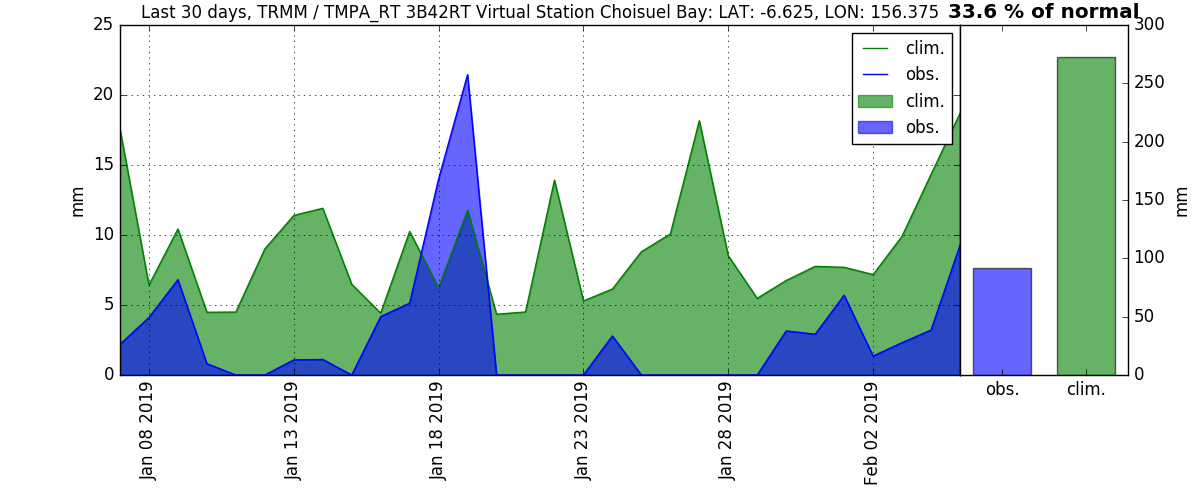 Last 30 days, TRMM / TMPA_RT 3B42RT Virtual Station Choisuel Bay: LAT: -6.625, LON: 156.375
33.6 % of normal
25
20
15
10
5
0
mm
clim.
obs.
clim.
obs.
Jan 08 2019
Jan 13 2019
Jan 18 2019
Jan 23 2019
Jan 28 2019
Feb 02 2019
300
250
200
150
100
50
0
mm
obs.
clim.